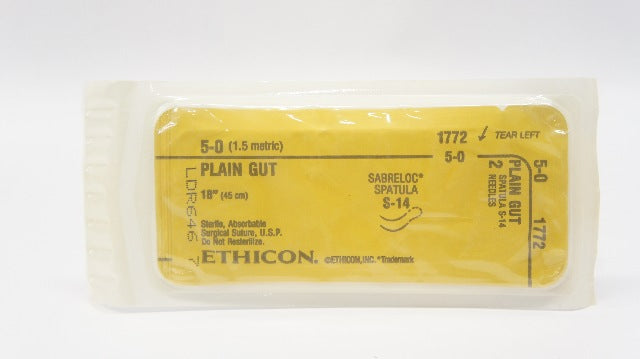 5-0 (1.5 metric)
1772 TEAR LEFT
5-0
PLAIN GUT
18" (45 cm)
SABRELOC*
SPATULA
S-14
Sterile, Absorbable
Surgical Suture, U.S.P.
Do Not Resterilize.
ETHICON.
©ETHICON, INC. *Trademark
LDR646
5-0 1772
PLAIN GUT
SPATULA S-14
2 NEEDLES